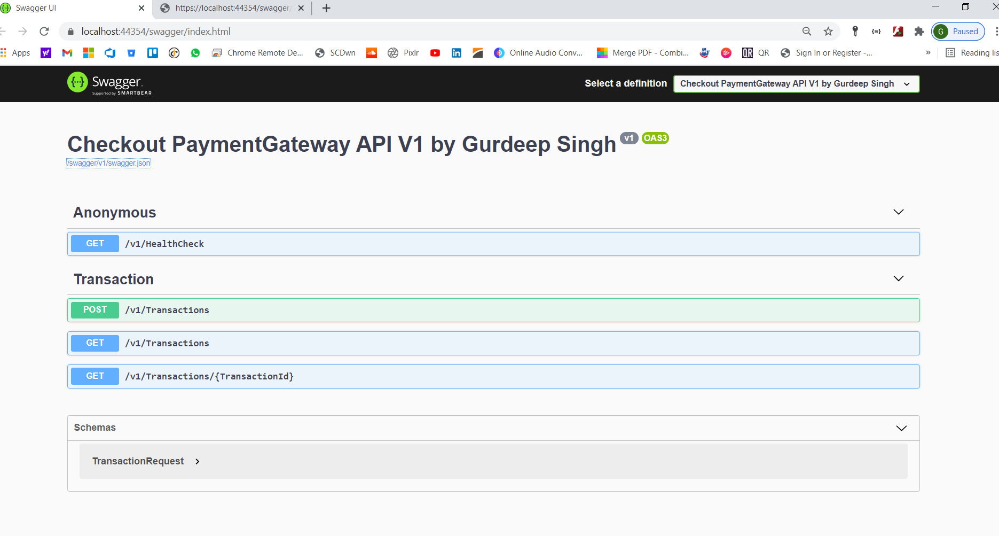 Swagger UI
https://localhost:44354/swagger/
localhost:44354/swagger/index.html
G Paused
Apps
Chrome Remote De...
SCDwn
Pixlr
Online Audio Conv...
Merge PDF - Combi...
QR QR
Sign In or Register -...
»
Reading lis
{···} Swagger
Supported by SMARTBEAR
Select a definition
Checkout PaymentGateway API V1 by Gurdeep Singh
Checkout PaymentGateway API V1 by Gurdeep Singh v1 OAS3
/swagger/v1/swagger.json
Anonymous
GET /v1/HealthCheck
Transaction
POST /v1/Transactions
GET /v1/Transactions
GET /v1/Transactions/{TransactionId}
Schemas
TransactionRequest